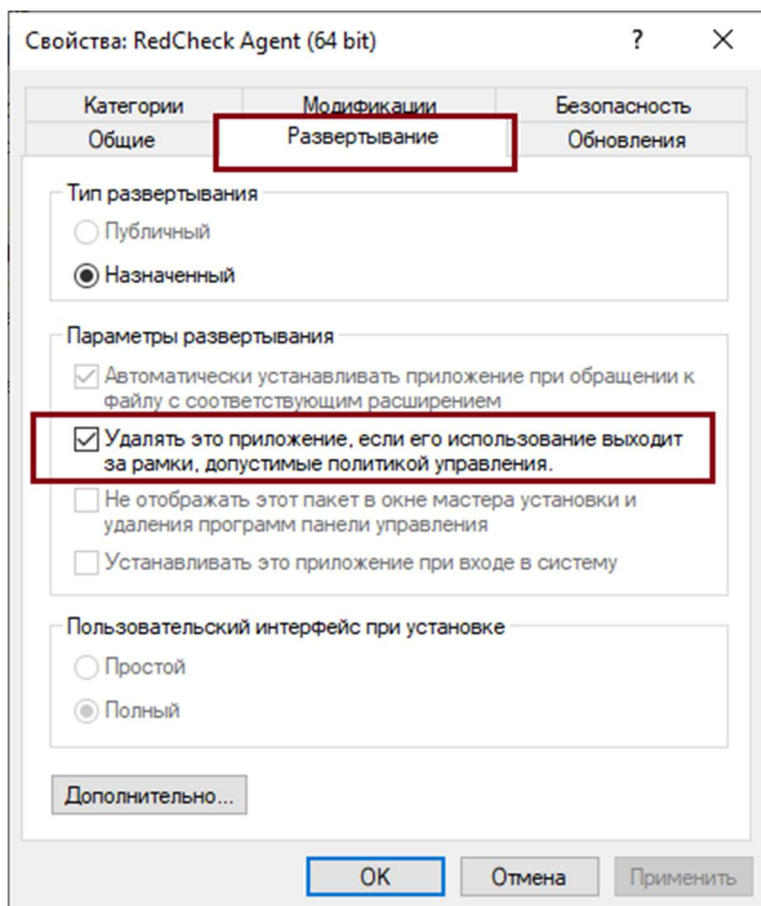 Свойства: RedCheck Agent (64 bit)
Категории
Модификации
Безопасность
Общие
Развертывание
Обновления
Тип развертывания
Публичный
Назначенный
Параметры развертывания
Автоматически устанавливать приложение при обращении к
файлу с соответствующим расширением
Удалять это приложение, если его использование выходит
за рамки, допустимые политикой управления.
Не отображать этот пакет в окне мастера установки и
удаления программ панели управления
Устанавливать это приложение при входе в систему
Пользовательский интерфейс при установке
Простой
Полный
Дополнительно...
OK
Отмена
Применить